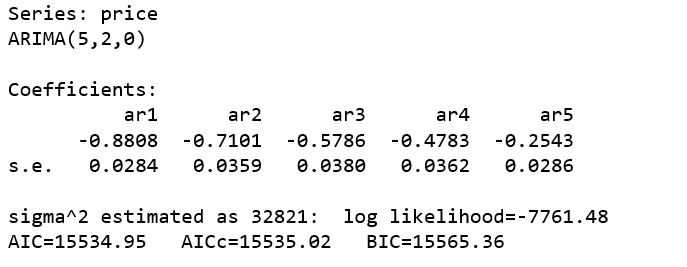 Series: price
ARIMA(5,2,0)
Coefficients:
ar1 ar2 ar3 ar4 ar5
-0.8808 -0.7101 -0.5786 -0.4783 -0.2543
s.e. 0.0284 0.0359 0.0380 0.0362 0.0286
sigma^2 estimated as 32821: log likelihood=-7761.48
AIC=15534.95 AICc=15535.02 BIC=15565.36